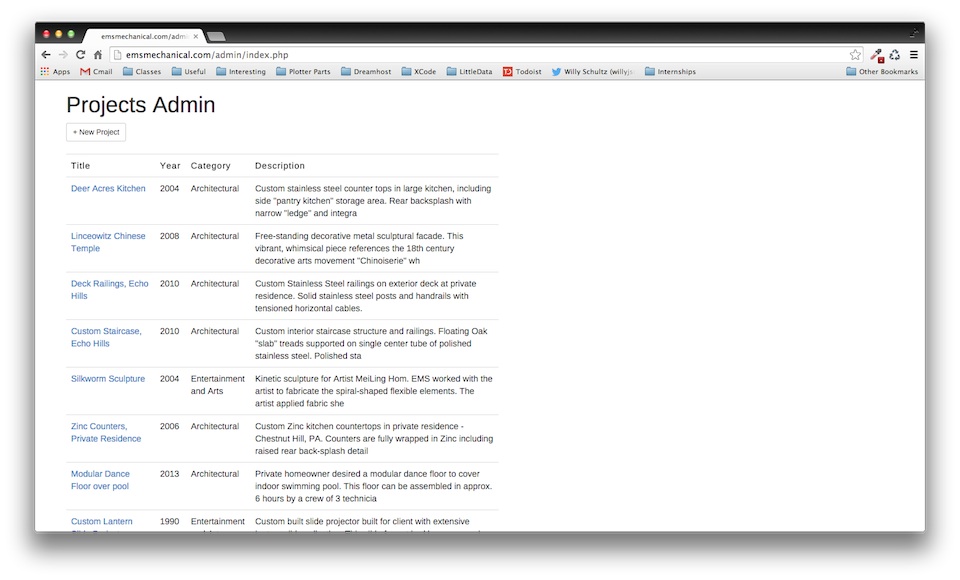 emsmechanical.com/admi
emsmechanical.com/admin/index.php
Apps Gmail Classes Useful Interesting Plotter Parts Dreamhost XCode LittleData Todoist Willy Schultz (willyjs Internships Other Bookmarks
Projects Admin
+ New Project
Title Year Category Description
Deer Acres Kitchen 2004 Architectural Custom stainless steel counter tops in large kitchen, including
side "pantry kitchen" storage area. Rear backsplash with
narrow "ledge" and integra
Linceowitz Chinese 2008 Architectural Free-standing decorative metal sculptural facade. This
Temple vibrant, whimsical piece references the 18th century
decorative arts movement "Chinoiserie" wh
Deck Railings, Echo 2010 Architectural Custom Stainless Steel railings on exterior deck at private
Hills residence. Solid stainless steel posts and handrails with
tensioned horizontal cables.
Custom Staircase, 2010 Architectural Custom interior staircase structure and railings. Floating Oak
Echo Hills "slab" treads supported on single center tube of polished
stainless steel. Polished sta
Silkworm Sculpture 2004 Entertainment Kinetic sculpture for Artist MeiLing Hom. EMS worked with the
and Arts artist to fabricate the spiral-shaped flexible elements. The
artist applied fabric she
Zinc Counters, 2006 Architectural Custom Zinc kitchen countertops in private residence -
Private Residence Chestnut Hill, PA. Counters are fully wrapped in Zinc including
raised rear back-splash detail
Modular Dance 2013 Architectural Private homeowner desired a modular dance floor to cover
Floor over pool indoor swimming pool. This floor can be assembled in approx.
6 hours by a crew of 3 technicia
Custom Lantern 1990 Entertainment Custom built slide projector built for client with extensive